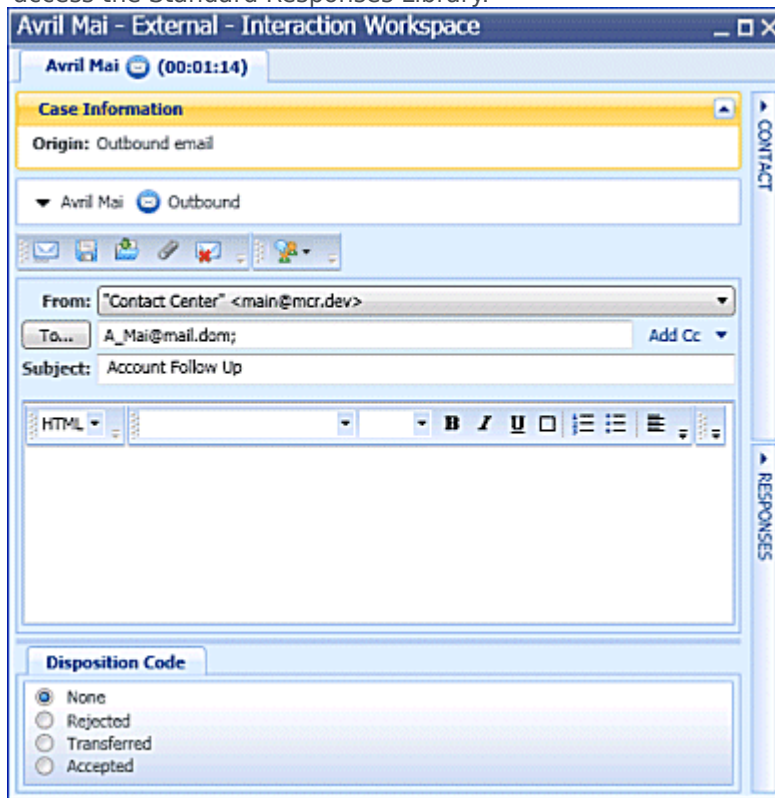 access the Standard Responses Library.
Avril Mai - External - Interaction Workspace
Avril Mai (00:01:14)
Case Information
Origin: Outbound email
Avril Mai Outbound
From: "Contact Center" <main@mcr.dev>
To... A_Mai@mail.dom; Add Cc
Subject: Account Follow Up
HTML B I U
Disposition Code
None
Rejected
Transferred
Accepted
CONTACT
RESPONSES